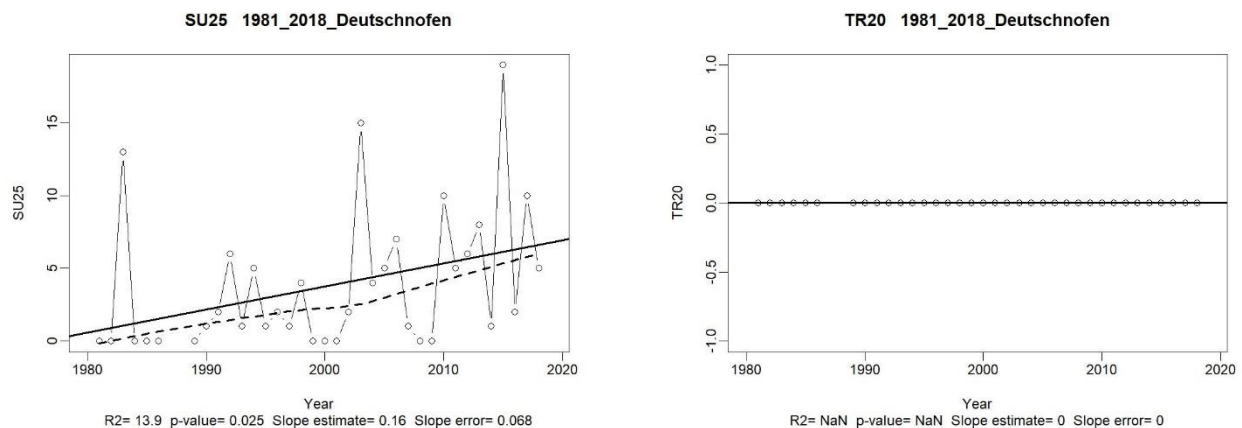 SU25 1981_2018_Deutschnofen
SU25
15
10
5
0
1980 1990 2000 2010 2020
Year
R2= 13.9 p-value= 0.025 Slope estimate= 0.16 Slope error= 0.068
TR20 1981_2018_Deutschnofen
TR20
1.0
0.5
0.0
-0.5
-1.0
1980 1990 2000 2010 2020
Year
R2= NaN p-value= NaN Slope estimate= 0 Slope error= 0